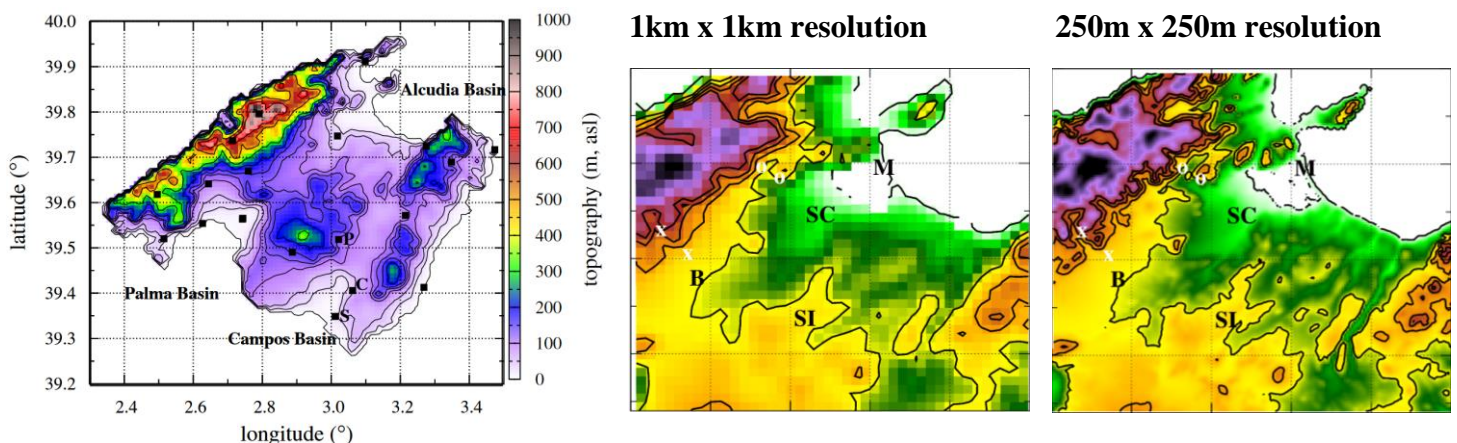 1km x 1km resolution
250m x 250m resolution
40.0
39.9
39.8
39.7
39.6
39.5
39.4
39.3
39.2
latitude (°)
2.4 2.6 2.8 3.0 3.2 3.4
longitude (°)
Alcudia Basin
P
Palma Basin
C
S
Campos Basin
1000
900
800
700
600
500
400
300
200
100
0
topography (m, asl)
o o
M
SC
x
x
B
SI
o o
M
SC
x
x
B
SI